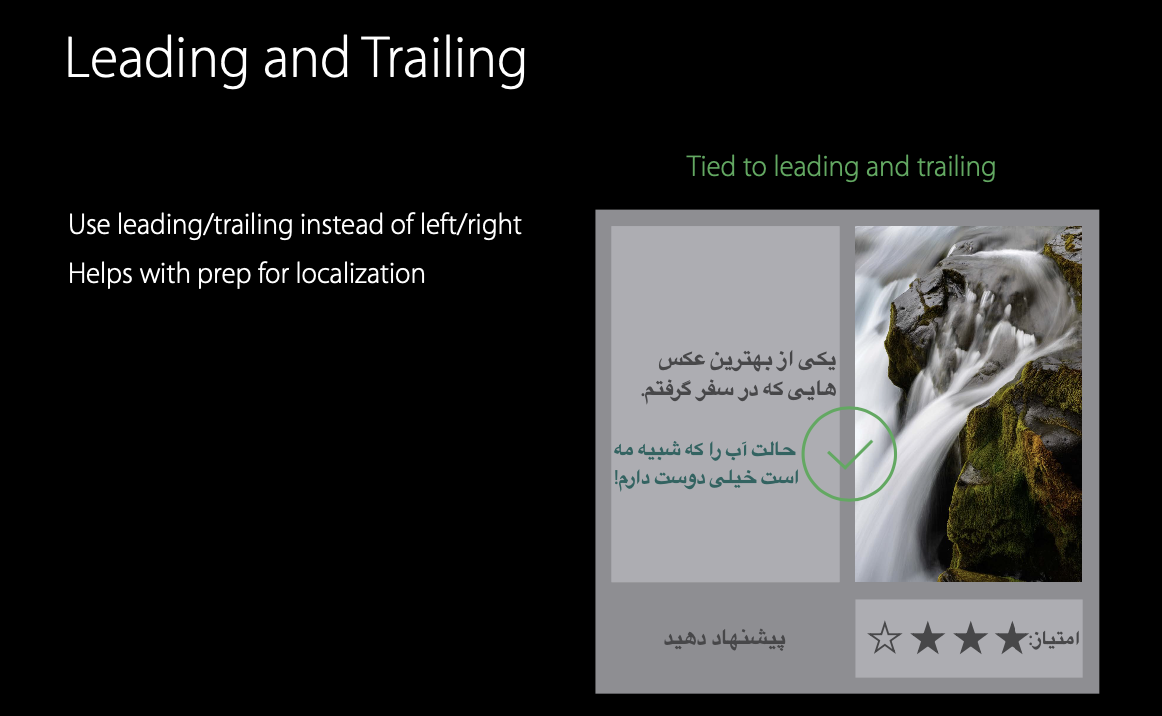 Leading and Trailing
Use leading/trailing instead of left/right
Helps with prep for localization
Tied to leading and trailing
یکی از بهترین عکس
هایی که در سفر گرفتم.
حالت آب را که شبیه مه
است خیلی دوست دارم!
امتیاز:
پیشنهاد دهید